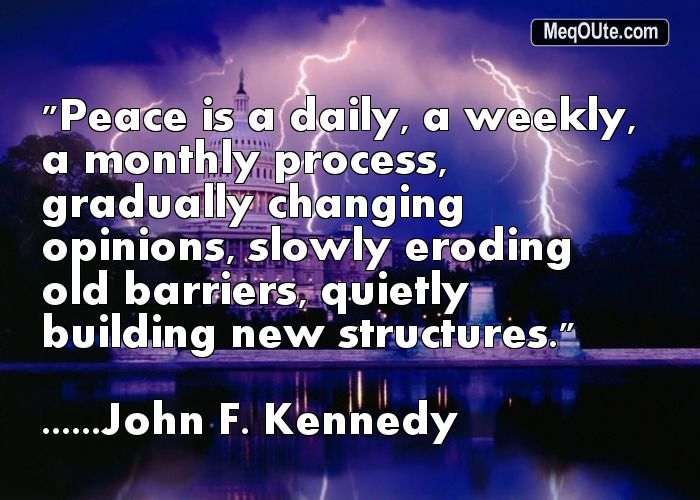 MeqOUte.com
"Peace is a daily, a weekly,
a monthly process,
gradually changing
opinions, slowly eroding
old barriers, quietly
building new structures."
......John F. Kennedy